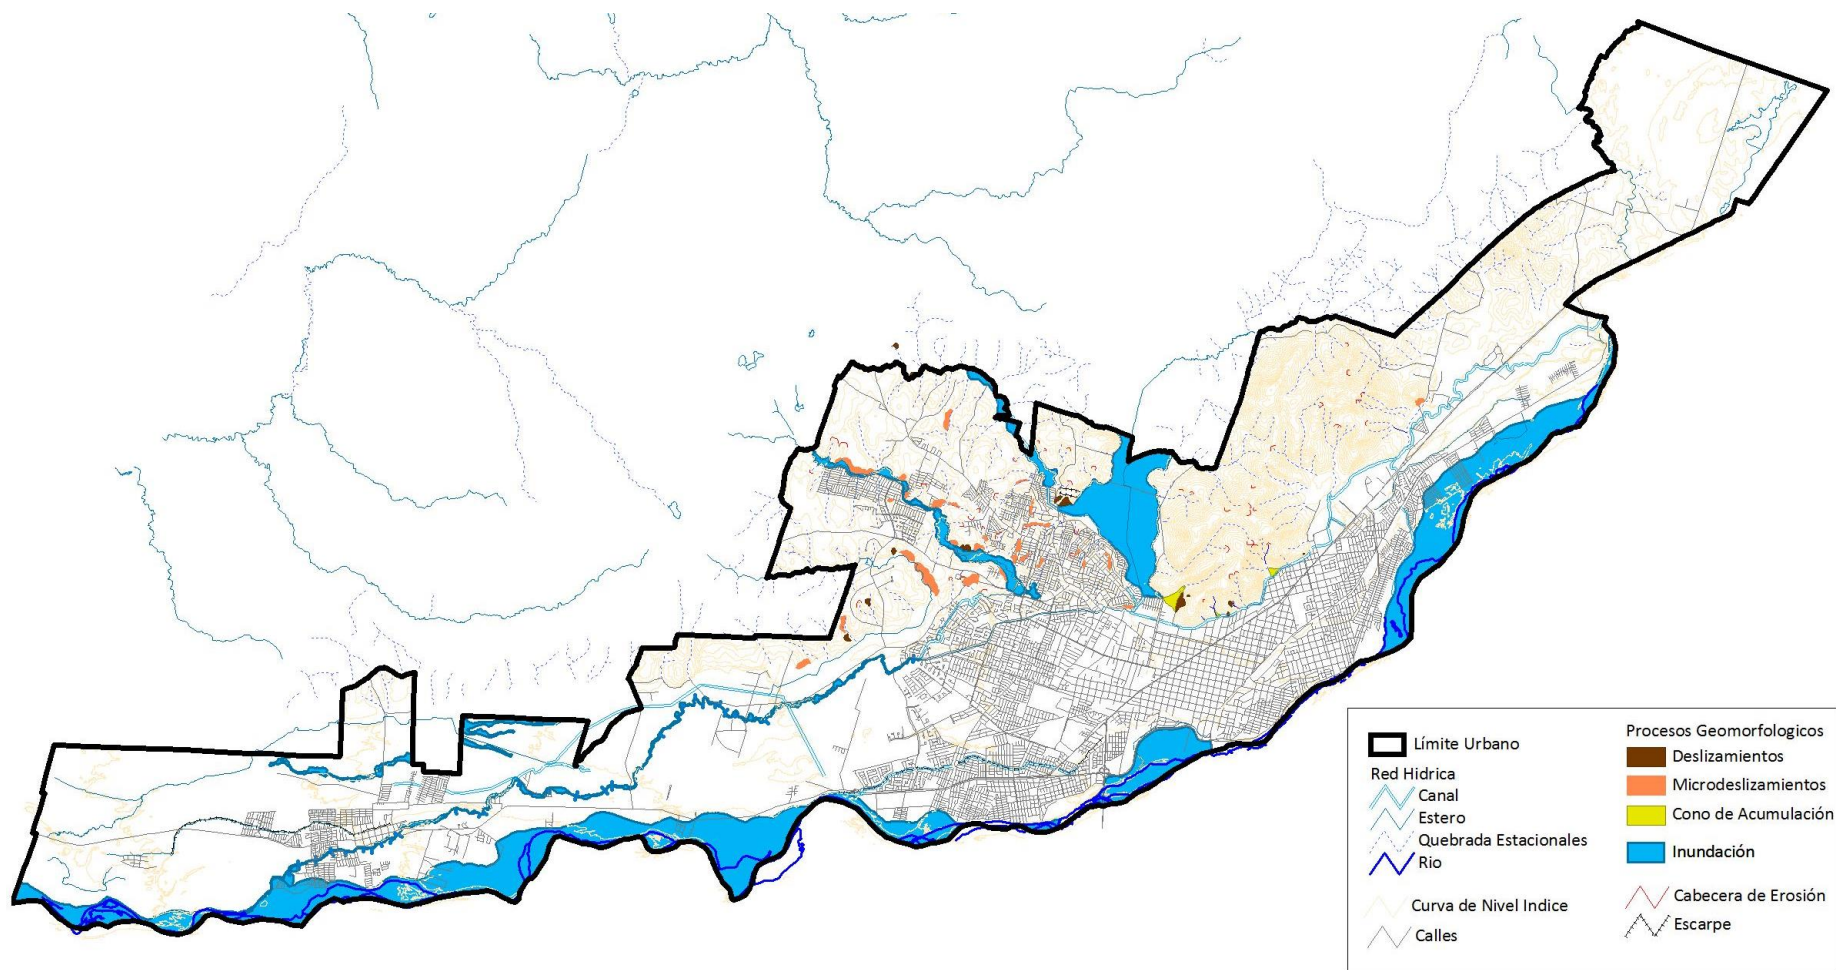 Límite Urbano
Red Hidrica
Canal
Estero
Quebrada Estacionales
Rio
Curva de Nivel Indice
Calles
Procesos Geomorfologicos
Deslizamientos
Microdeslizamientos
Cono de Acumulación
Inundación
Cabecera de Erosión
Escarpe